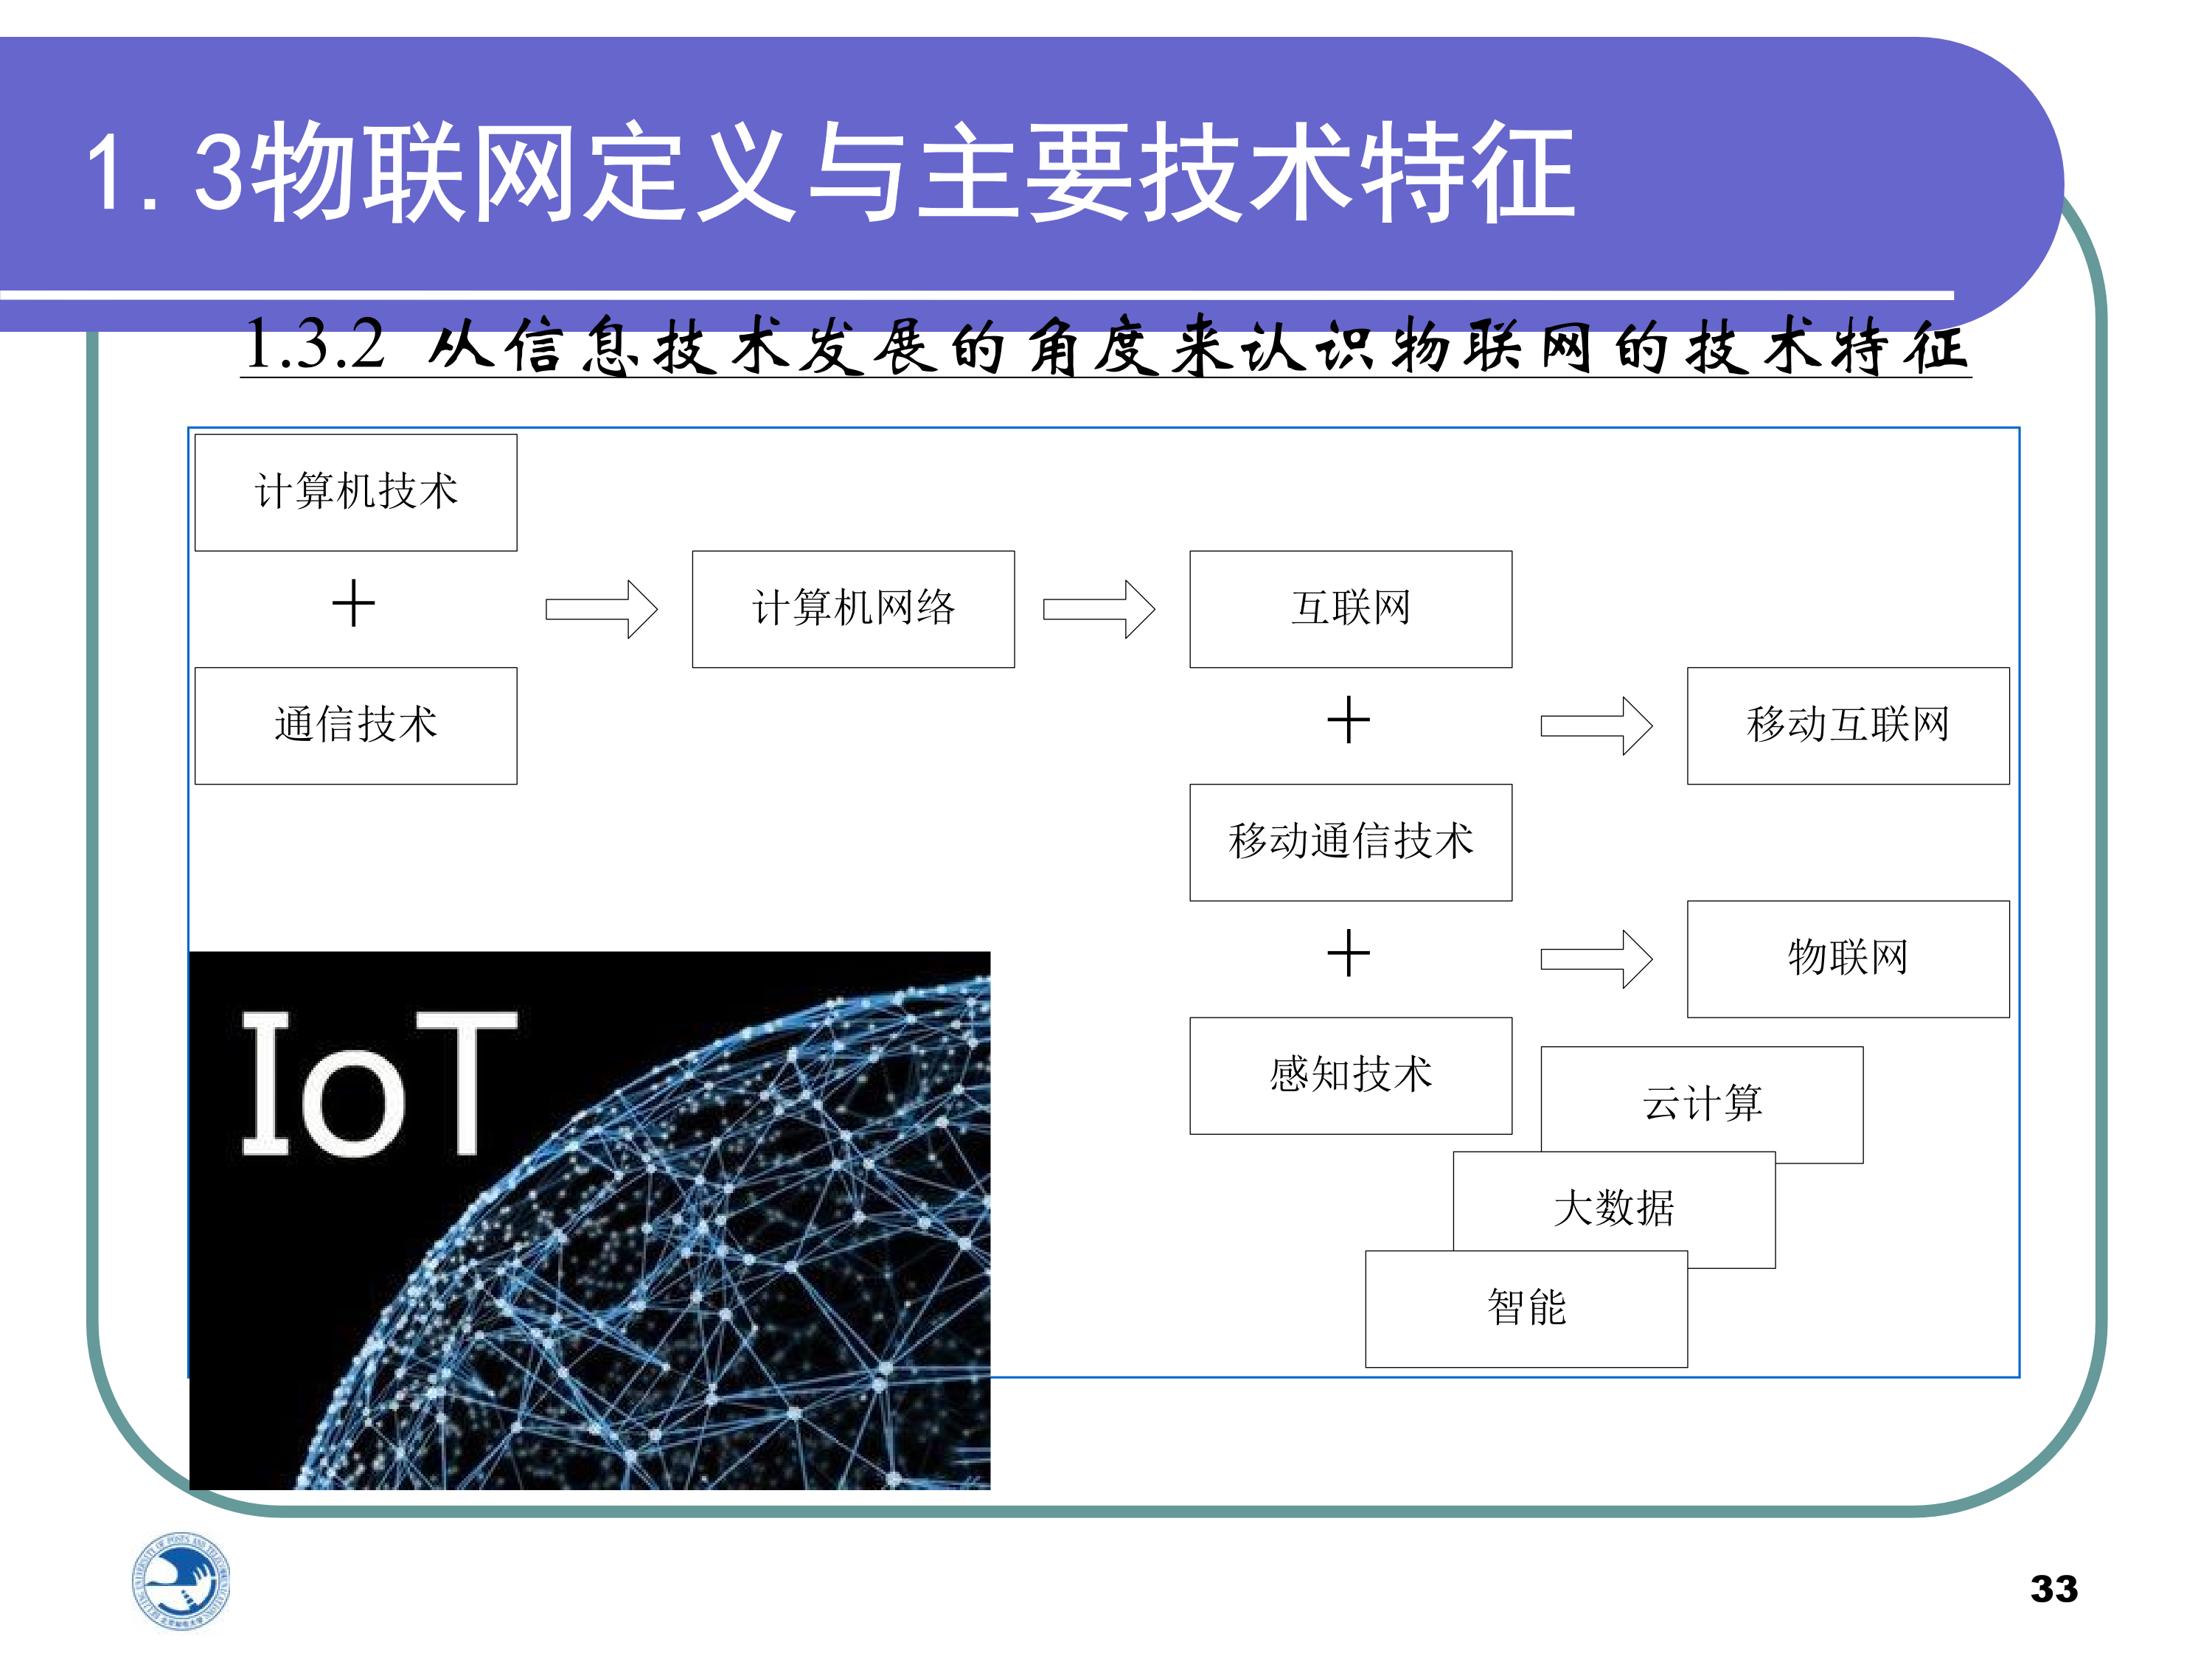 1.3物联网定义与主要技术特征
1.3.2 从信息技术发展的角度来认识物联网的技术特征
计算机技术
+
通信技术
计算机网络
互联网
+
移动互联网
移动通信技术
+
物联网
感知技术
云计算
大数据
智能
IoT
33